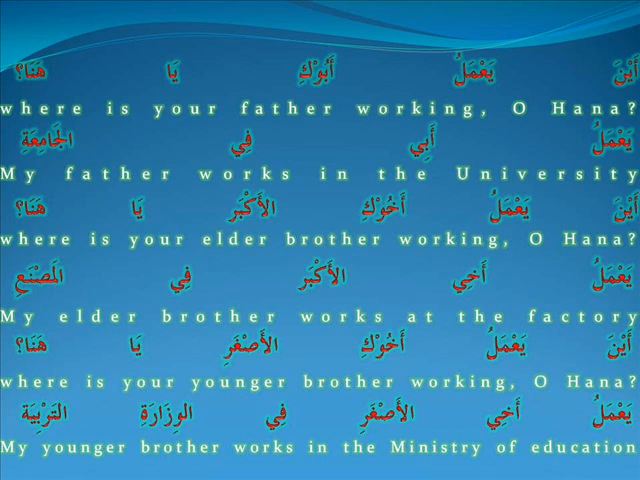 أَيْنَ يَعْمَلُ أَبُوْكِ يَا هَنَا؟
where is your father working, O Hana?
يَعْمَلُ أَبِي فِي الجَامِعَةِ
My father works in the University
أَيْنَ يَعْمَلُ أَخُوْكِ الأَكْبَر يَا هَنَا؟
where is your elder brother working, O Hana?
يَعْمَلُ أَخِي الأَكْبَر فِي المَصْنَعِ
My elder brother works at the factory
أَيْنَ يَعْمَلُ أَخُوْكِ الأَصْغَرِ يَا هَنَا؟
where is your younger brother working, O Hana?
يَعْمَلُ أَخِي الأَصْغَرِ فِي الوِزَارَةِ التَرْبِيَة
My younger brother works in the Ministry of education